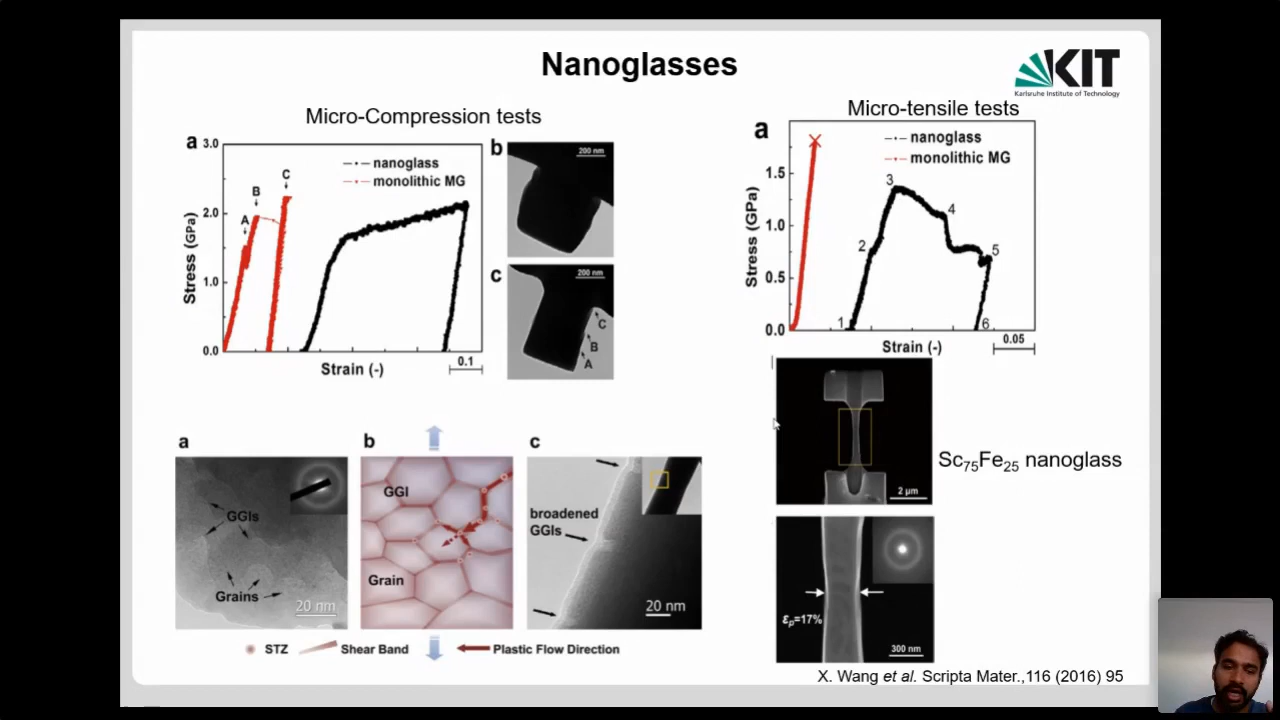 Nanoglasses
KIT
Karlsruhe Institute of Technology
Micro-Compression tests
a
3.0
2.0
1.0
0.0
Stress (GPa)
Strain (-)
0.1
nanoglass
monolithic MG
A
B
C
b
200 nm
c
200 nm
C
B
A
Micro-tensile tests
a
1.5
1.0
0.5
0.0
Stress (GPa)
Strain (-)
0.05
nanoglass
monolithic MG
1
2
3
4
5
6
a
GGIs
Grains
20 nm
b
GGI
Grain
c
broadened
GGIs
20 nm
STZ
Shear Band
Plastic Flow Direction
2 μm
Sc75Fe25 nanoglass
εp=17%
300 nm
X. Wang et al. Scripta Mater.,116 (2016) 95